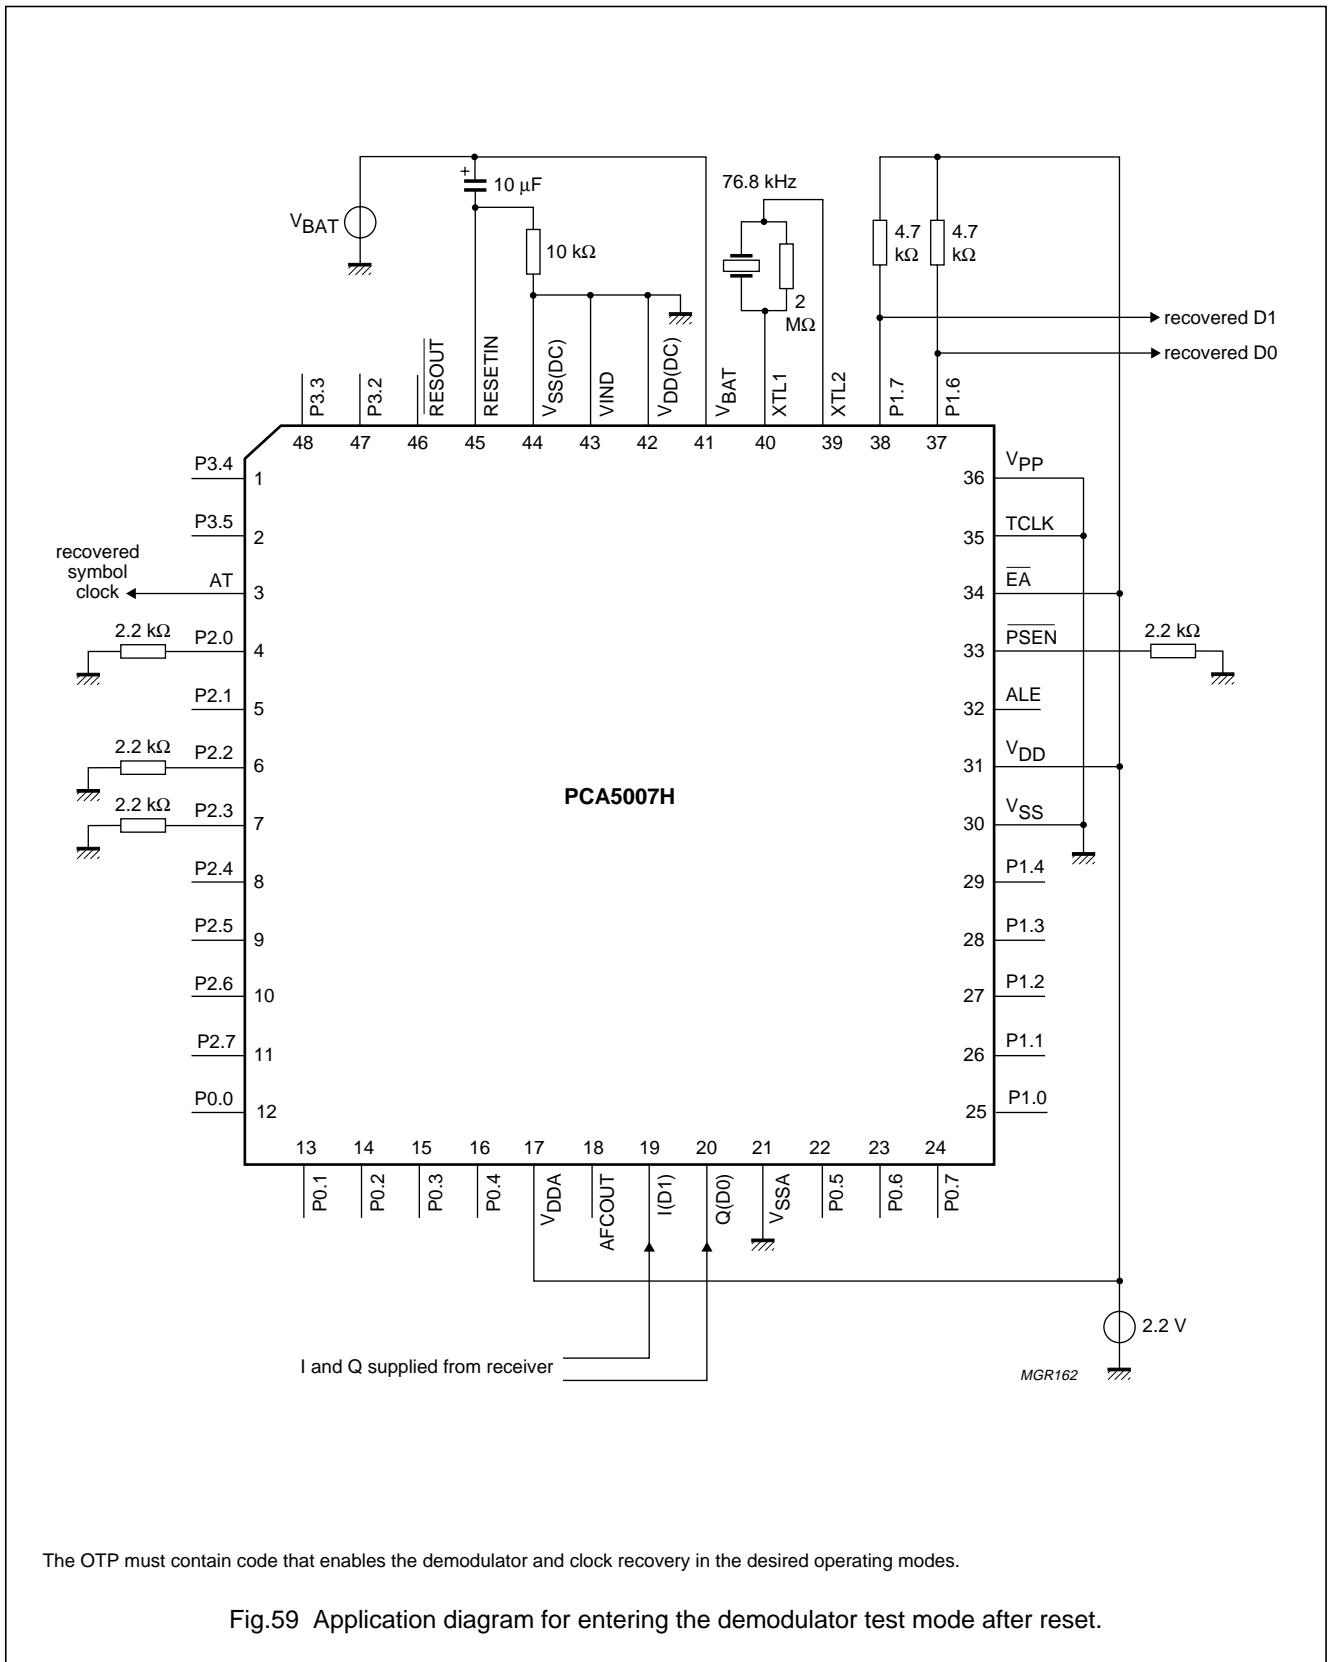 76.8 kHz
+
10 μF
VBAT
10 kΩ
2
MΩ
4.7
kΩ
4.7
kΩ
recovered D1
recovered D0
P3.3
P3.2
RESOUT
RESETIN
VSS(DC)
VIND
VDD(DC)
VBAT
XTL1
XTL2
P1.7
P1.6
48
47
46
45
44
43
42
41
40
39
38
37
P3.4
1
P3.5
2
recovered
symbol
clock
AT
3
2.2 kΩ
P2.0
4
P2.1
5
2.2 kΩ
P2.2
6
2.2 kΩ
P2.3
7
P2.4
8
P2.5
9
P2.6
10
P2.7
11
P0.0
12
PCA5007H
36
VPP
35
TCLK
34
EA
33
PSEN
2.2 kΩ
32
ALE
31
VDD
30
VSS
29
P1.4
28
P1.3
27
P1.2
26
P1.1
25
P1.0
13
14
15
16
17
18
19
20
21
22
23
24
P0.1
P0.2
P0.3
P0.4
VDDA
AFCOUT
I(D1)
Q(D0)
VSSA
P0.5
P0.6
P0.7
2.2 V
I and Q supplied from receiver
MGR162
The OTP must contain code that enables the demodulator and clock recovery in the desired operating modes.
Fig.59 Application diagram for entering the demodulator test mode after reset.